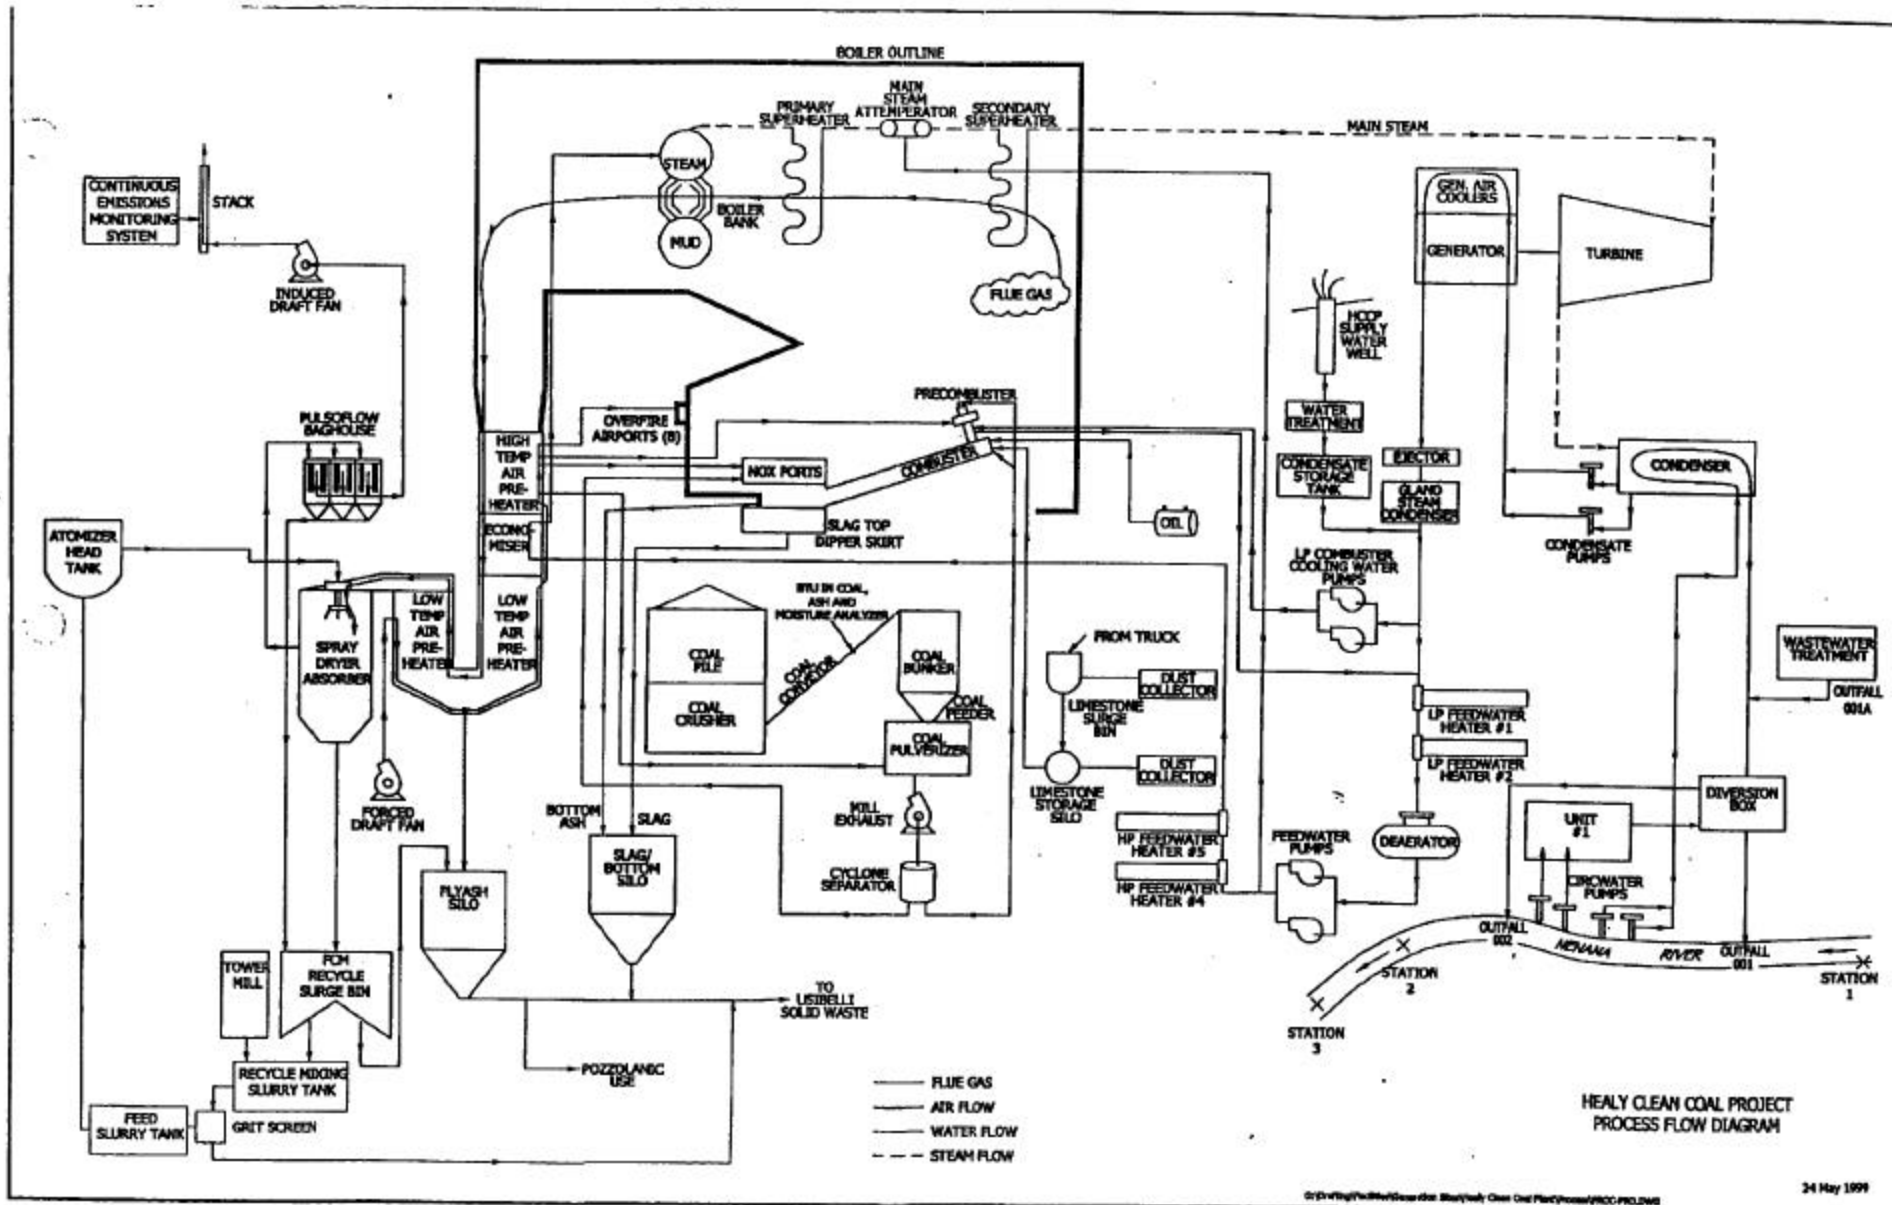 BOILER OUTLINE
MAIN
STEAM
ATTEMPERATOR
PRIMARY
SUPERHEATER
SECONDARY
SUPERHEATER
MAIN STEAM
STEAM
BOILER
BANK
MUD
FLUE GAS
CONTINUOUS
EMISSIONS
MONITORING
SYSTEM
STACK
INDUCED
DRAFT FAN
GEN. AIR
COOLERS
GENERATOR
TURBINE
HCCP
SUPPLY
WATER
WELL
PULSOFLOW
BAGHOUSE
OVERFIRE
AIRPORTS (8)
PRECOMBUSTER
COMBUSTER
NOX PORTS
HIGH
TEMP
AIR
PRE-
HEATER
ECONO-
MISER
SLAG TOP
DIPPER SKIRT
OIL
WATER
TREATMENT
CONDENSATE
STORAGE
TANK
EJECTOR
GLAND
STEAM
CONDENSER
CONDENSER
CONDENSATE
PUMPS
ATOMIZER
HEAD
TANK
LOW
TEMP
AIR
PRE-
HEATER
LOW
TEMP
AIR
PRE-
HEATER
SPRAY
DRYER
ABSORBER
LP COMBUSTER
COOLING WATER
PUMPS
BTU IN COAL,
ASH AND
MOISTURE ANALYZER
COAL
PILE
COAL
CRUSHER
COAL
CONVEYOR
COAL
BUNKER
COAL
FEEDER
COAL
PULVERIZER
FROM TRUCK
DUST
COLLECTOR
LIMESTONE
SURGE
BIN
DUST
COLLECTOR
LIMESTONE
STORAGE
SILO
WASTEWATER
TREATMENT
OUTFALL
001A
LP FEEDWATER
HEATER #1
LP FEEDWATER
HEATER #2
DIVERSION
BOX
UNIT
#1
FORCED
DRAFT FAN
BOTTOM
ASH
SLAG
MILL
EXHAUST
HP FEEDWATER
HEATER #5
HP FEEDWATER
HEATER #4
FEEDWATER
PUMPS
DEAERATOR
SLAG/
BOTTOM
SILO
FLYASH
SILO
CYCLONE
SEPARATOR
CIRCWATER
PUMPS
OUTFALL
002
NENANA
RIVER
OUTFALL
001
STATION
1
STATION
2
STATION
3
TOWER
MILL
FCM
RECYCLE
SURGE BIN
TO
USIBELLI
SOLID WASTE
POZZOLANIC
USE
RECYCLE MIXING
SLURRY TANK
FEED
SLURRY TANK
GRIT SCREEN
FLUE GAS
AIR FLOW
WATER FLOW
STEAM FLOW
HEALY CLEAN COAL PROJECT
PROCESS FLOW DIAGRAM
24 May 1999